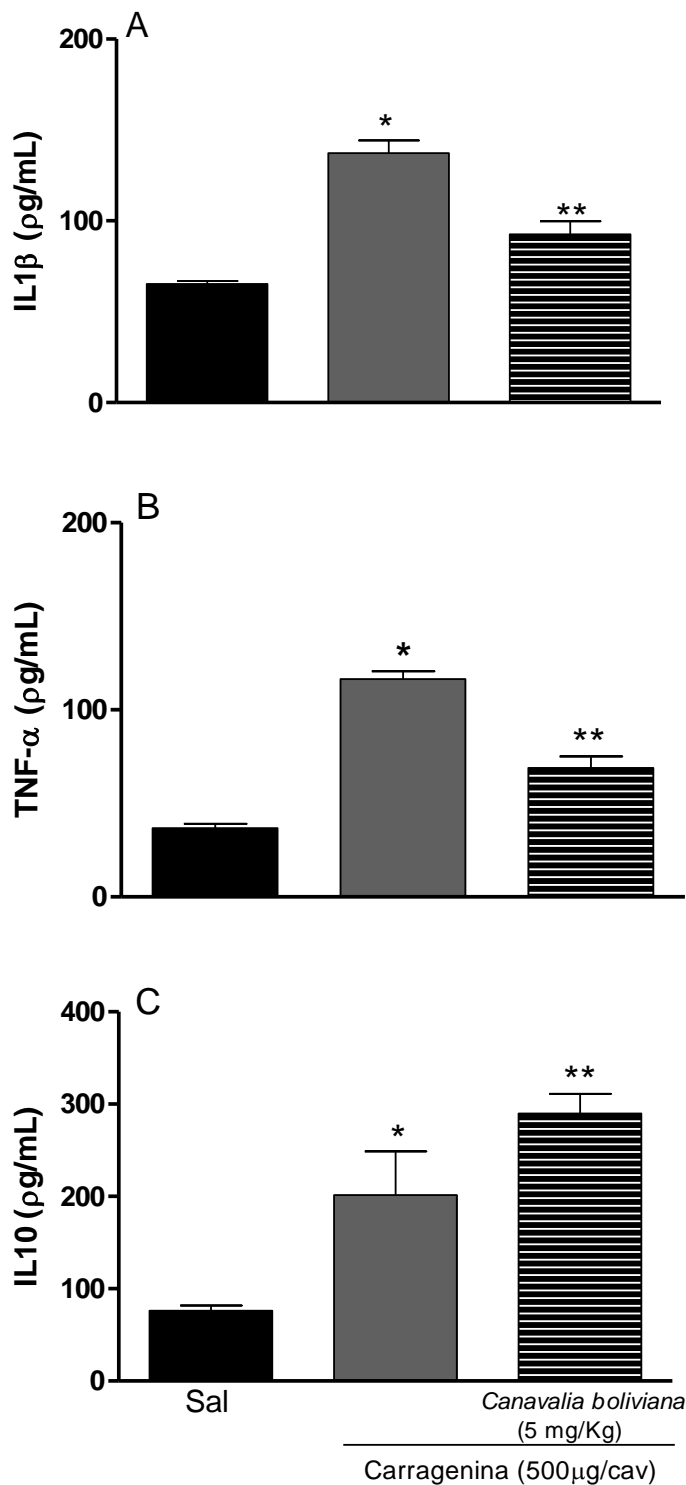 A
200
*
**
100
0
IL1β (ρg/mL)
B
200
*
**
100
0
TNF-α (ρg/mL)
C
400
**
300
*
200
100
0
IL10 (ρg/mL)
Sal
Canavalia boliviana
(5 mg/Kg)
Carragenina (500μg/cav)